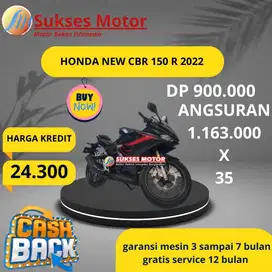 Sukses Motor
HONDA NEW CBR 150 R 2022
BUY
NOW!
DP 900.000
ANGSURAN
1.163.000
X
35
HARGA KREDIT
24.300
SUKSES MOTOR
CASH
BACK
garansi mesin 3 sampai 7 bulan
gratis service 12 bulan